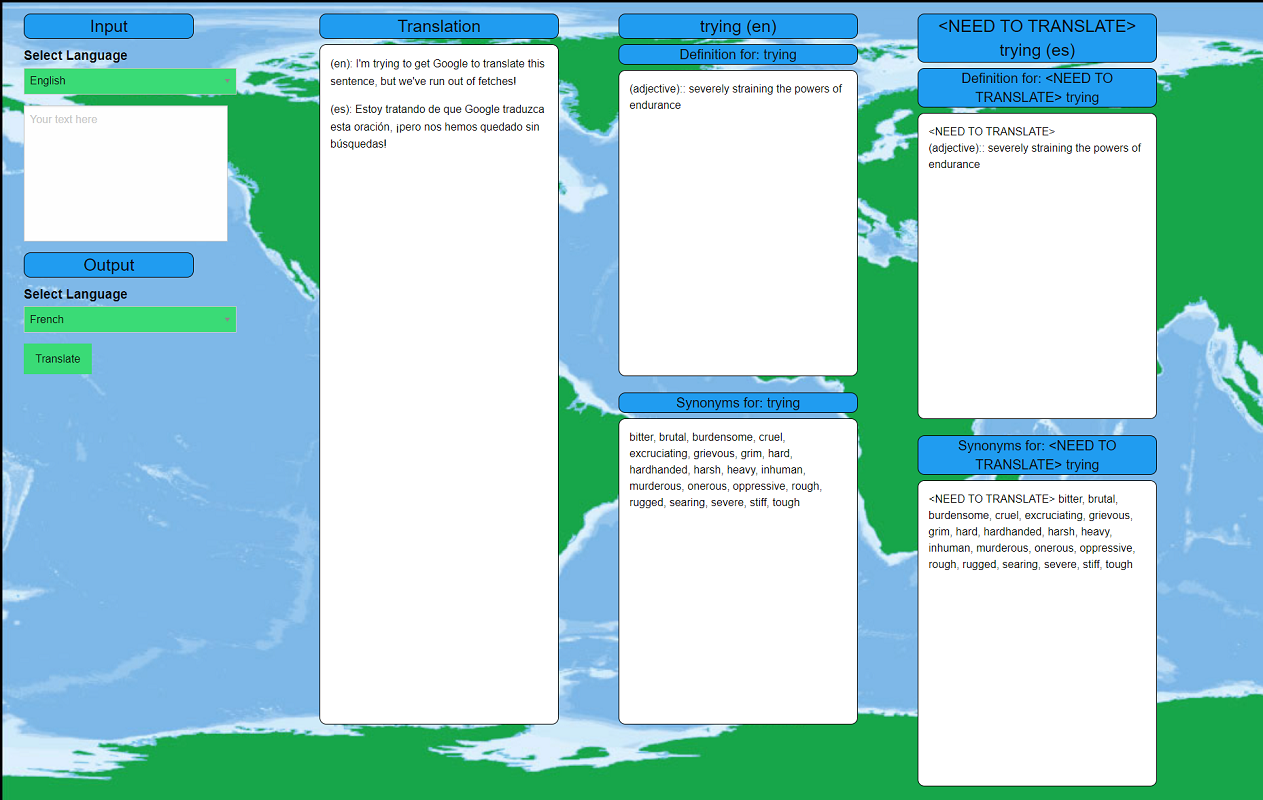 Input
Select Language
English
Your text here
Output
Select Language
French
Translate
Translation
(en): I'm trying to get Google to translate this
sentence, but we've run out of fetches!
(es): Estoy tratando de que Google traduzca
esta oración, ¡pero nos hemos quedado sin
búsquedas!
trying (en)
Definition for: trying
(adjective):: severely straining the powers of
endurance
Synonyms for: trying
bitter, brutal, burdensome, cruel,
excruciating, grievous, grim, hard,
hardhanded, harsh, heavy, inhuman,
murderous, onerous, oppressive, rough,
rugged, searing, severe, stiff, tough
<NEED TO TRANSLATE>
trying (es)
Definition for: <NEED TO
TRANSLATE> trying
<NEED TO TRANSLATE>
(adjective):: severely straining the powers of
endurance
Synonyms for: <NEED TO
TRANSLATE> trying
<NEED TO TRANSLATE> bitter, brutal,
burdensome, cruel, excruciating, grievous,
grim, hard, hardhanded, harsh, heavy,
inhuman, murderous, onerous, oppressive,
rough, rugged, searing, severe, stiff, tough